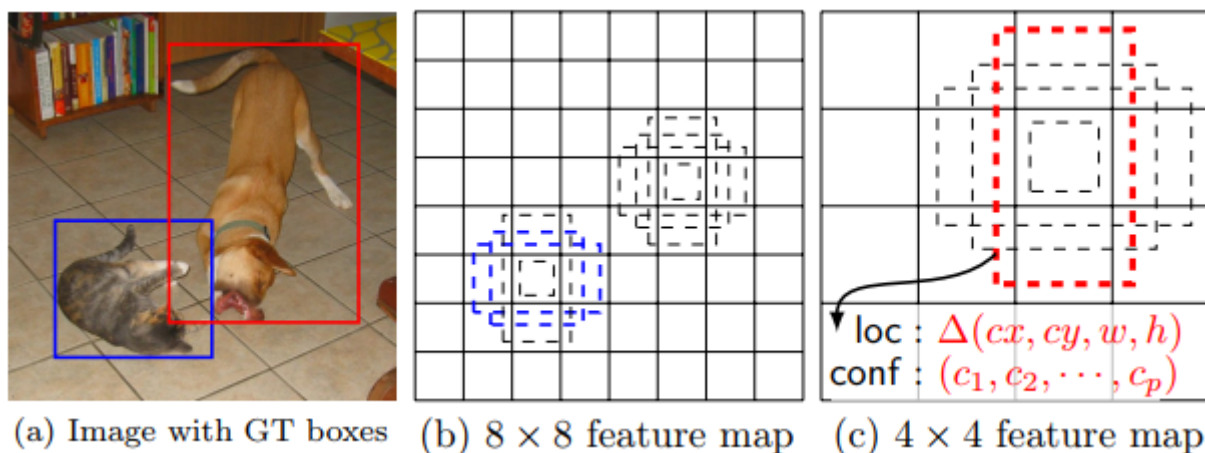 loc : Δ(cx, cy, w, h)
conf : (c₁, c₂, ⋯, cₚ)
(a) Image with GT boxes (b) 8 × 8 feature map (c) 4 × 4 feature map